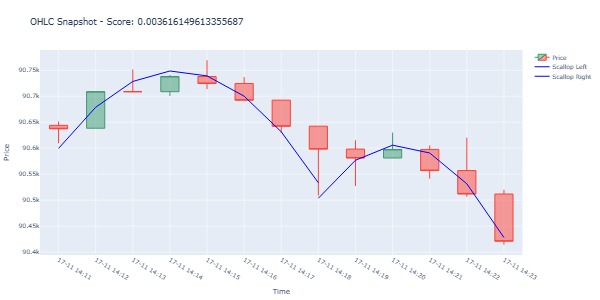 OHLC Snapshot - Score: 0.003616149613355687
Price
Scallop Left
Scallop Right
90.75k
90.7k
90.65k
90.6k
90.55k
90.5k
90.45k
90.4k
Price
17-11 14:11
17-11 14:12
17-11 14:13
17-11 14:14
17-11 14:15
17-11 14:16
17-11 14:17
17-11 14:18
17-11 14:19
17-11 14:20
17-11 14:21
17-11 14:22
17-11 14:23
Time